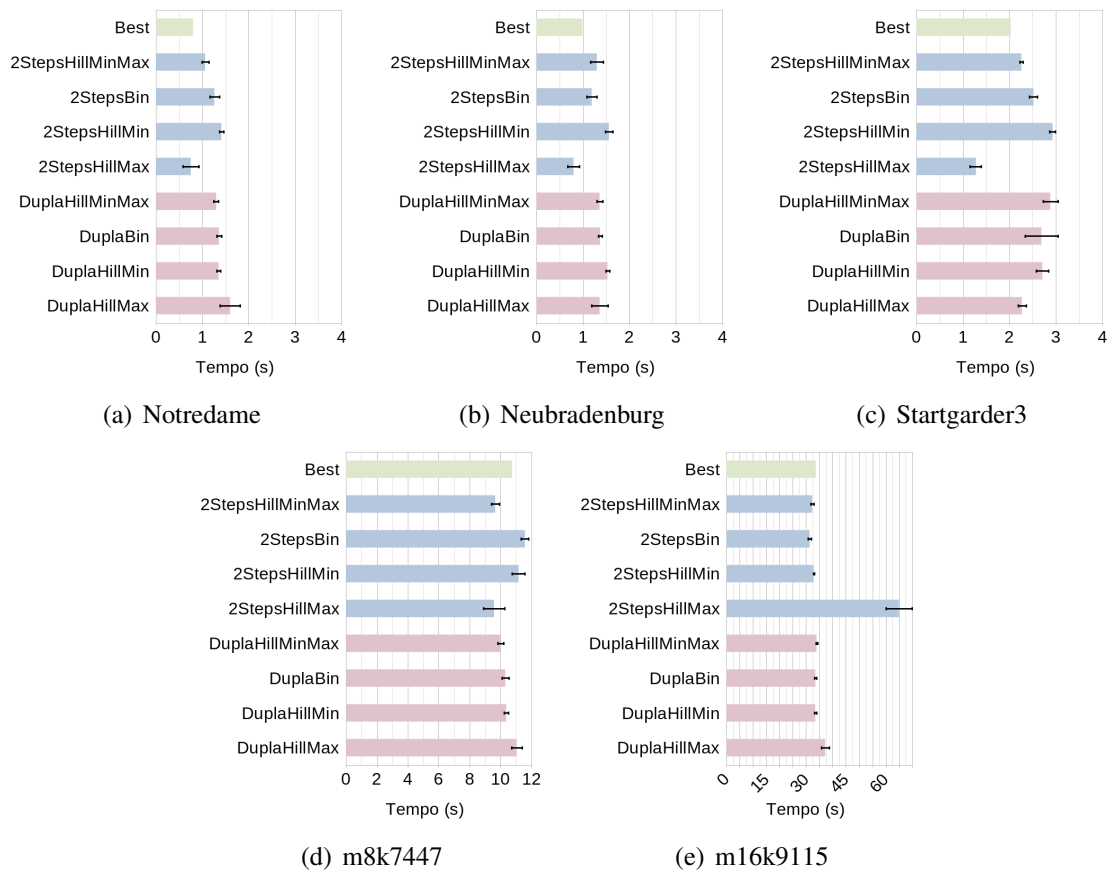 Best
2StepsHillMinMax
2StepsBin
2StepsHillMin
2StepsHillMax
DuplaHillMinMax
DuplaBin
DuplaHillMin
DuplaHillMax
0 1 2 3 4
Tempo (s)
(a) Notredame
Best
2StepsHillMinMax
2StepsBin
2StepsHillMin
2StepsHillMax
DuplaHillMinMax
DuplaBin
DuplaHillMin
DuplaHillMax
0 1 2 3 4
Tempo (s)
(b) Neubradenburg
Best
2StepsHillMinMax
2StepsBin
2StepsHillMin
2StepsHillMax
DuplaHillMinMax
DuplaBin
DuplaHillMin
DuplaHillMax
0 1 2 3 4
Tempo (s)
(c) Startgarder3
Best
2StepsHillMinMax
2StepsBin
2StepsHillMin
2StepsHillMax
DuplaHillMinMax
DuplaBin
DuplaHillMin
DuplaHillMax
0 2 4 6 8 10 12
Tempo (s)
(d) m8k7447
Best
2StepsHillMinMax
2StepsBin
2StepsHillMin
2StepsHillMax
DuplaHillMinMax
DuplaBin
DuplaHillMin
DuplaHillMax
0 15 30 45 60
Tempo (s)
(e) m16k9115